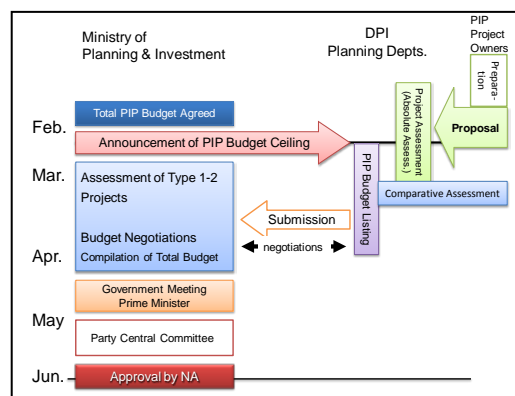 Ministry of
Planning & Investment
DPI
Planning Depts.
PIP
Project
Owners
Prepara-
tion
Total PIP Budget Agreed
Feb.
Announcement of PIP Budget Ceiling
Project Assessment
(Absolute Assess.)
Proposal
Mar.
Assessment of Type 1-2
Projects
PIP Budget Listing
Comparative Assessment
Submission
Budget Negotiations
negotiations
Apr.
Compilation of Total Budget
Government Meeting
Prime Minister
May
Party Central Committee
Jun.
Approval by NA